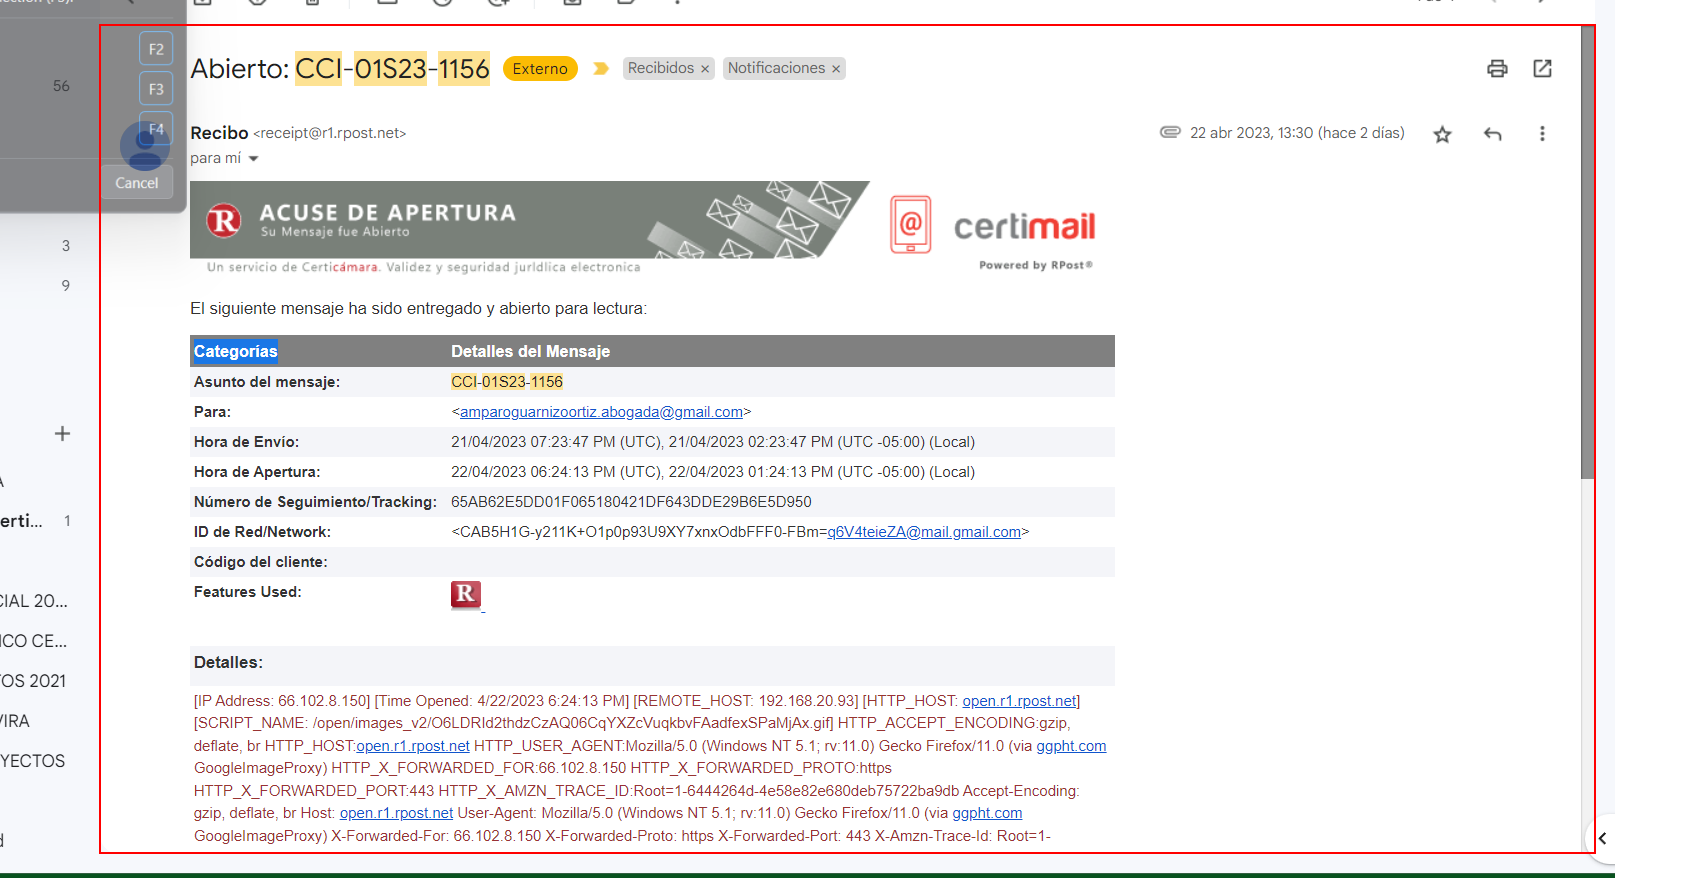 F2
56
F3
F4
Cancel
3
9
erti...
1
CIAL 20...
ICO CE...
OS 2021
VIRA
YECTOS
Abierto: CCI-01S23-1156 Externo Recibidos × Notificaciones ×
Recibo <receipt@r1.rpost.net>
22 abr 2023, 13:30 (hace 2 días)
para mí
R ACUSE DE APERTURA
Su Mensaje fue Abierto
@ certimail
Un servicio de Certicámara. Validez y seguridad jurídica electronica
Powered by RPost®
El siguiente mensaje ha sido entregado y abierto para lectura:
Categorías Detalles del Mensaje
Asunto del mensaje: CCI-01S23-1156
Para: <amparoguarnizoortiz.abogada@gmail.com>
Hora de Envío: 21/04/2023 07:23:47 PM (UTC), 21/04/2023 02:23:47 PM (UTC -05:00) (Local)
Hora de Apertura: 22/04/2023 06:24:13 PM (UTC), 22/04/2023 01:24:13 PM (UTC -05:00) (Local)
Número de Seguimiento/Tracking: 65AB62E5DD01F065180421DF643DDE29B6E5D950
ID de Red/Network: <CAB5H1G-y211K+O1p0p93U9XY7xnxOdbFFF0-FBm=q6V4teieZA@mail.gmail.com>
Código del cliente:
Features Used: R
Detalles:
[IP Address: 66.102.8.150] [Time Opened: 4/22/2023 6:24:13 PM] [REMOTE_HOST: 192.168.20.93] [HTTP_HOST: open.r1.rpost.net]
[SCRIPT_NAME: /open/images_v2/O6LDRId2thdzCzAQ06CqYXZcVuqkbvFAadfexSPaMjAx.gif] HTTP_ACCEPT_ENCODING:gzip,
deflate, br HTTP_HOST:open.r1.rpost.net HTTP_USER_AGENT:Mozilla/5.0 (Windows NT 5.1; rv:11.0) Gecko Firefox/11.0 (via ggpht.com
GoogleImageProxy) HTTP_X_FORWARDED_FOR:66.102.8.150 HTTP_X_FORWARDED_PROTO:https
HTTP_X_FORWARDED_PORT:443 HTTP_X_AMZN_TRACE_ID:Root=1-6444264d-4e58e82e680deb75722ba9db Accept-Encoding:
gzip, deflate, br Host: open.r1.rpost.net User-Agent: Mozilla/5.0 (Windows NT 5.1; rv:11.0) Gecko Firefox/11.0 (via ggpht.com
GoogleImageProxy) X-Forwarded-For: 66.102.8.150 X-Forwarded-Proto: https X-Forwarded-Port: 443 X-Amzn-Trace-Id: Root=1-